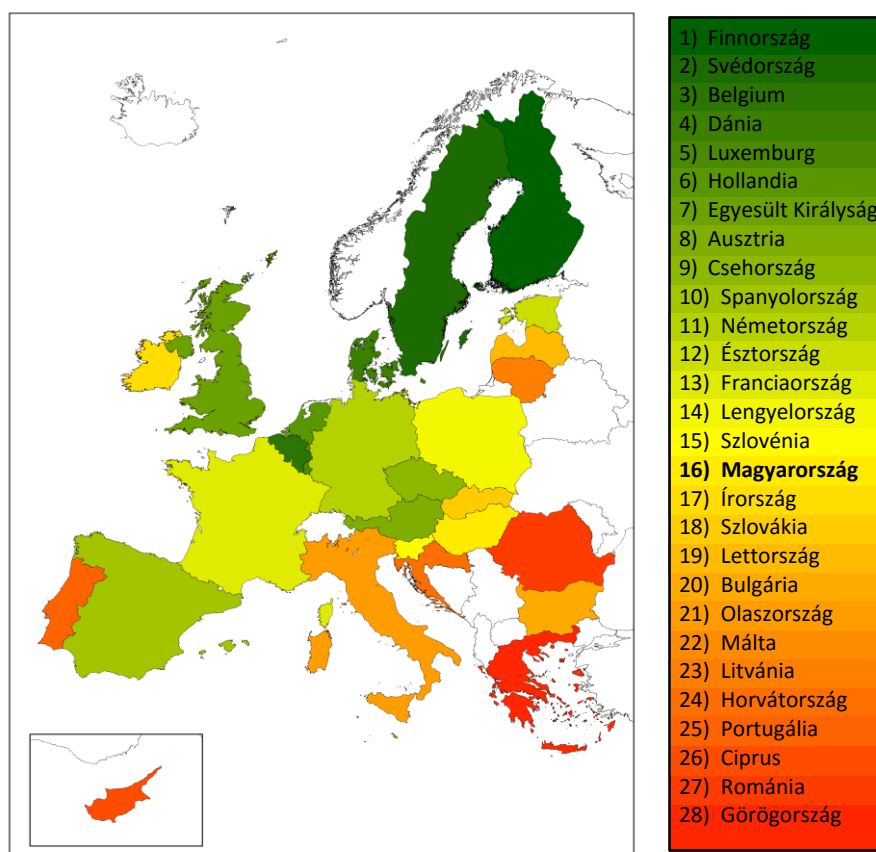 1) Finnország
2) Svédország
3) Belgium
4) Dánia
5) Luxemburg
6) Hollandia
7) Egyesült Királyság
8) Ausztria
9) Csehország
10) Spanyolország
11) Németország
12) Észtország
13) Franciaország
14) Lengyelország
15) Szlovénia
16) Magyarország
17) Írország
18) Szlovákia
19) Lettország
20) Bulgária
21) Olaszország
22) Málta
23) Litvánia
24) Horvátország
25) Portugália
26) Ciprus
27) Románia
28) Görögország